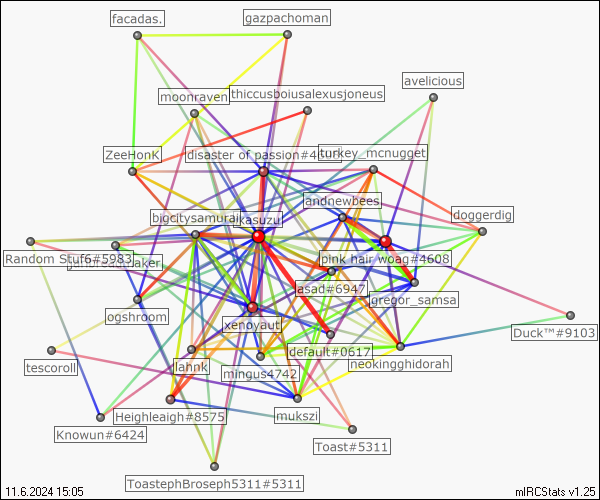 facadas.
gazpachoman
avelicious
moonraven
thiccusboiusalexusjoneus
ZeeHonK
disaster of passion#4
turkey_mcnugget
andnewbees
bigcitysamurai
kasuzu
doggerdig
Random Stuf6#5983
pink hair woag#4608
asad#6947
gregor_samsa
ogshroom
xenoyaut
Duck™#9103
default#0617
neokingghidorah
lahnk
mingus4742
tescoroll
Heighleaigh#8575
mukszi
Knowun#6424
Toast#5311
ToastephBroseph5311#5311
11.6.2024 15:05
mIRCStats v1.25